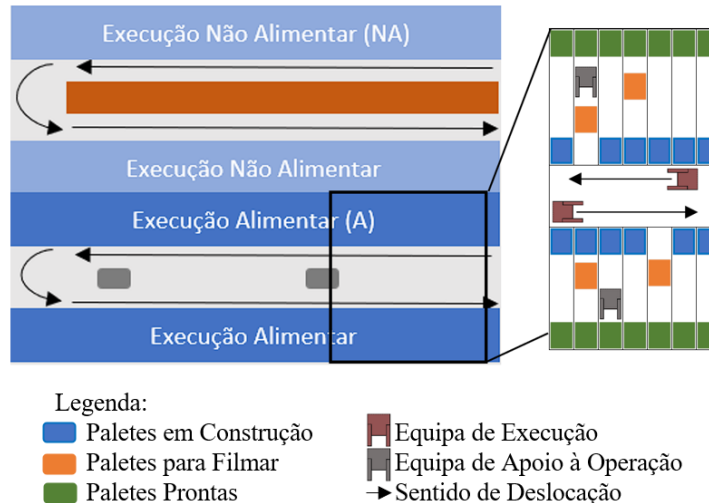 Execução Não Alimentar (NA)
Execução Não Alimentar
Execução Alimentar (A)
Execução Alimentar
Legenda:
Paletes em Construção
Equipa de Execução
Paletes para Filmar
Equipa de Apoio à Operação
Paletes Prontas
Sentido de Deslocação